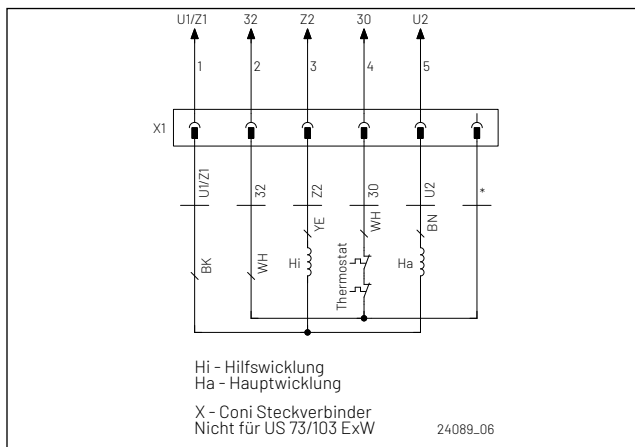 U1/Z1 32 Z2 30 U2
1 2 3 4 5
X1
U1/Z1 32 Z2 30 U2 *
BK WH YE WH BN
Hi Thermostat Ha
Hi - Hilfswicklung
Ha - Hauptwicklung
X - Coni Steckverbinder
Nicht für US 73/103 ExW 24089_06